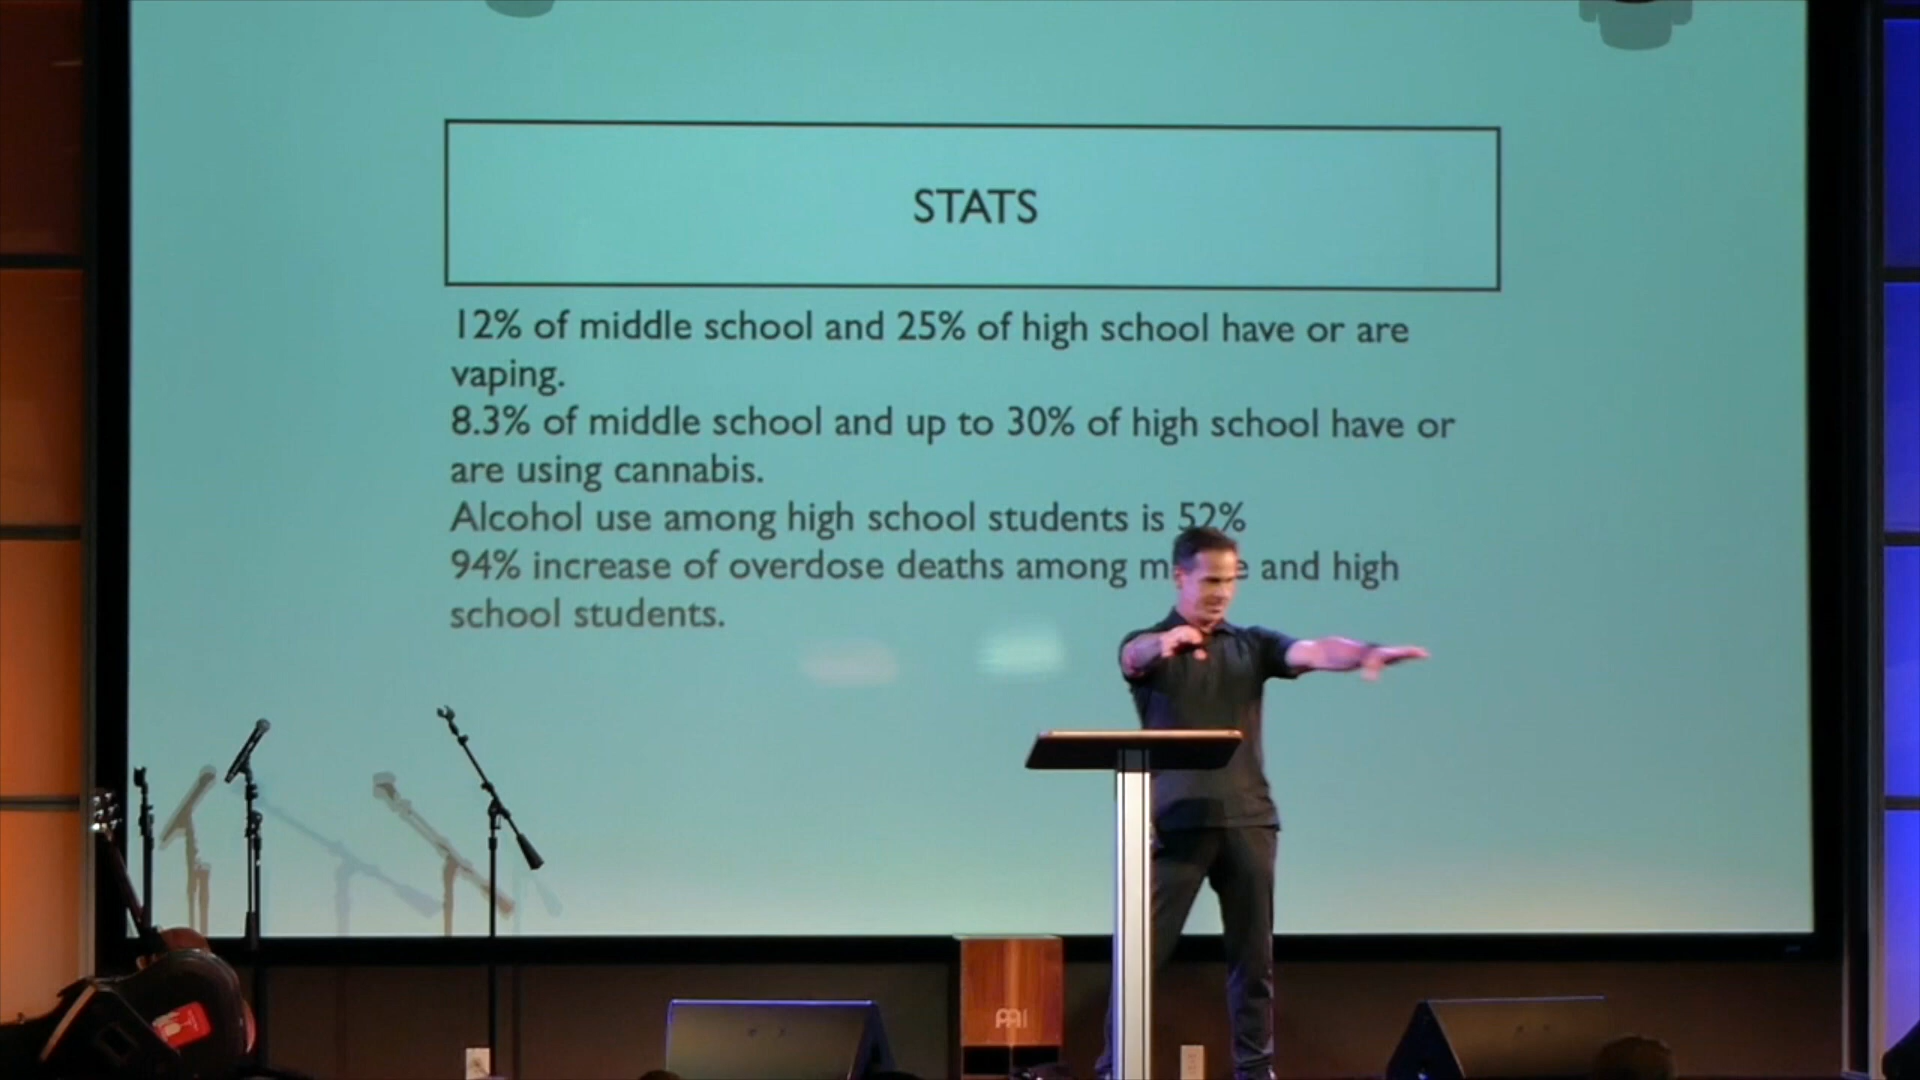 STATS
12% of middle school and 25% of high school have or are
vaping.
8.3% of middle school and up to 30% of high school have or
are using cannabis.
Alcohol use among high school students is 52%
94% increase of overdose deaths among and high
school students.